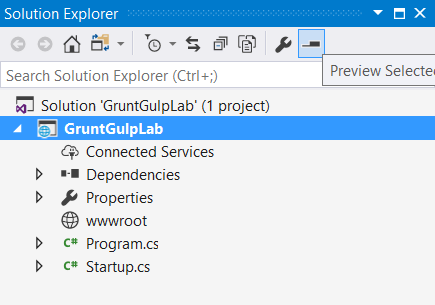 Solution Explorer
Search Solution Explorer (Ctrl+;)
Preview Selected
Solution 'GruntGulpLab' (1 project)
GruntGulpLab
Connected Services
Dependencies
Properties
wwwroot
C# Program.cs
C# Startup.cs